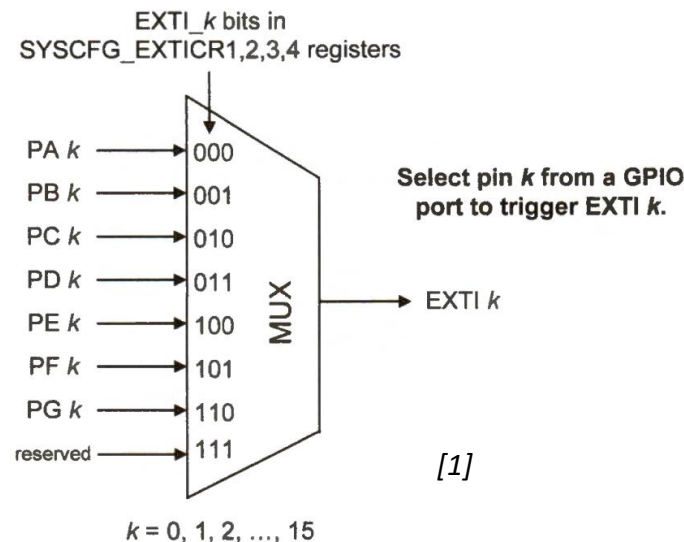 EXTI_k bits in
SYSCFG_EXTICR1,2,3,4 registers
PA k
000
PB k
001
PC k
010
PD k
011
PE k
100
PF k
101
PG k
110
reserved
111
MUX
Select pin k from a GPIO
port to trigger EXTI k.
EXTI k
[1]
k = 0, 1, 2, ..., 15